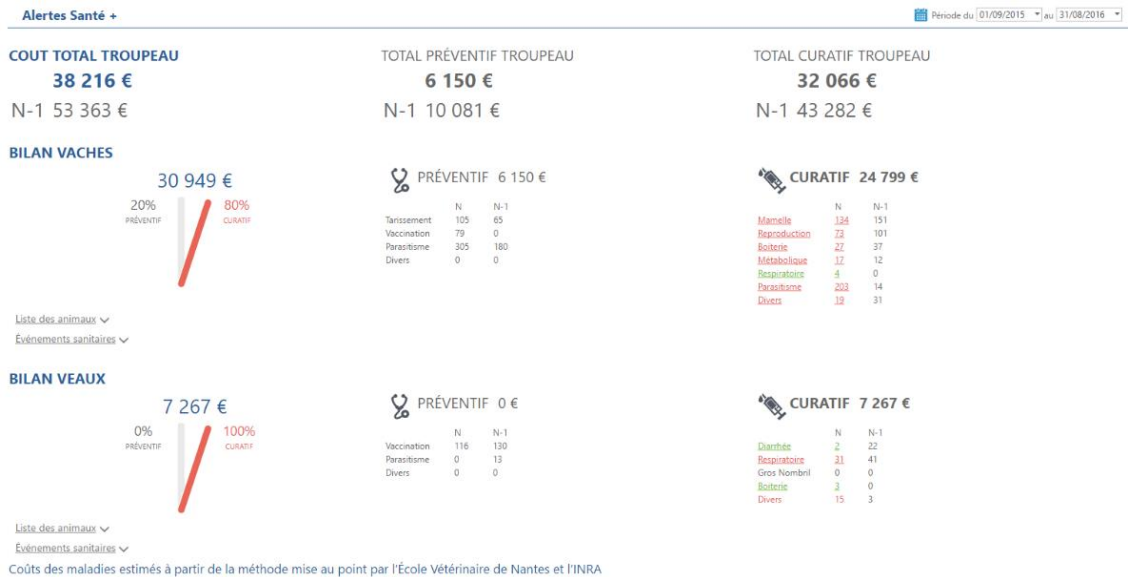 Alertes Santé +
Période du 01/09/2015 au 31/08/2016
COUT TOTAL TROUPEAU
38 216 €
N-1 53 363 €
TOTAL PRÉVENTIF TROUPEAU
6 150 €
N-1 10 081 €
TOTAL CURATIF TROUPEAU
32 066 €
N-1 43 282 €
BILAN VACHES
30 949 €
20% 80%
PRÉVENTIF CURATIF
PRÉVENTIF 6 150 €
N N-1
Tarissement 105 65
Vaccination 79 0
Parasitisme 305 180
Divers 0 0
CURATIF 24 799 €
N N-1
Mamelle 134 151
Reproduction 73 101
Boiterie 27 37
Métabolique 17 12
Respiratoire 4 0
Parasitisme 203 14
Divers 19 31
Liste des animaux
Événements sanitaires
BILAN VEAUX
7 267 €
0% 100%
PRÉVENTIF CURATIF
PRÉVENTIF 0 €
N N-1
Vaccination 116 130
Parasitisme 0 13
Divers 0 0
CURATIF 7 267 €
N N-1
Diarrhée 2 22
Respiratoire 31 41
Gros Nombril 0 0
Boiterie 3 0
Divers 15 3
Liste des animaux
Événements sanitaires
Coûts des maladies estimés à partir de la méthode mise au point par l'École Vétérinaire de Nantes et l'INRA